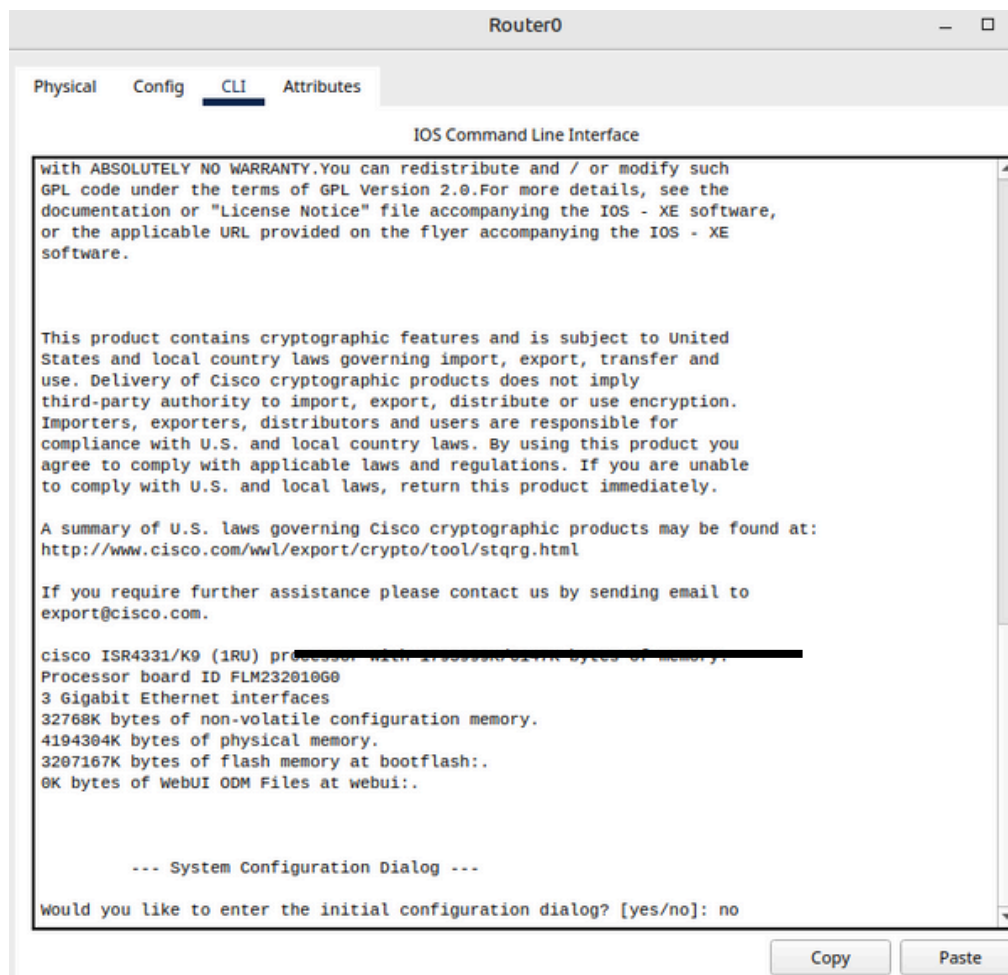 Router0
Physical Config CLI Attributes
IOS Command Line Interface
with ABSOLUTELY NO WARRANTY.You can redistribute and / or modify such
GPL code under the terms of GPL Version 2.0.For more details, see the
documentation or "License Notice" file accompanying the IOS - XE software,
or the applicable URL provided on the flyer accompanying the IOS - XE
software.
This product contains cryptographic features and is subject to United
States and local country laws governing import, export, transfer and
use. Delivery of Cisco cryptographic products does not imply
third-party authority to import, export, distribute or use encryption.
Importers, exporters, distributors and users are responsible for
compliance with U.S. and local country laws. By using this product you
agree to comply with applicable laws and regulations. If you are unable
to comply with U.S. and local laws, return this product immediately.
A summary of U.S. laws governing Cisco cryptographic products may be found at:
http://www.cisco.com/wwl/export/crypto/tool/stqrg.html
If you require further assistance please contact us by sending email to
export@cisco.com.
cisco ISR4331/K9 (1RU) processor with bytes of memory.
Processor board ID FLM232010G0
3 Gigabit Ethernet interfaces
32768K bytes of non-volatile configuration memory.
4194304K bytes of physical memory.
3207167K bytes of flash memory at bootflash:.
0K bytes of WebUI ODM Files at webui:.
--- System Configuration Dialog ---
Would you like to enter the initial configuration dialog? [yes/no]: no
Copy Paste